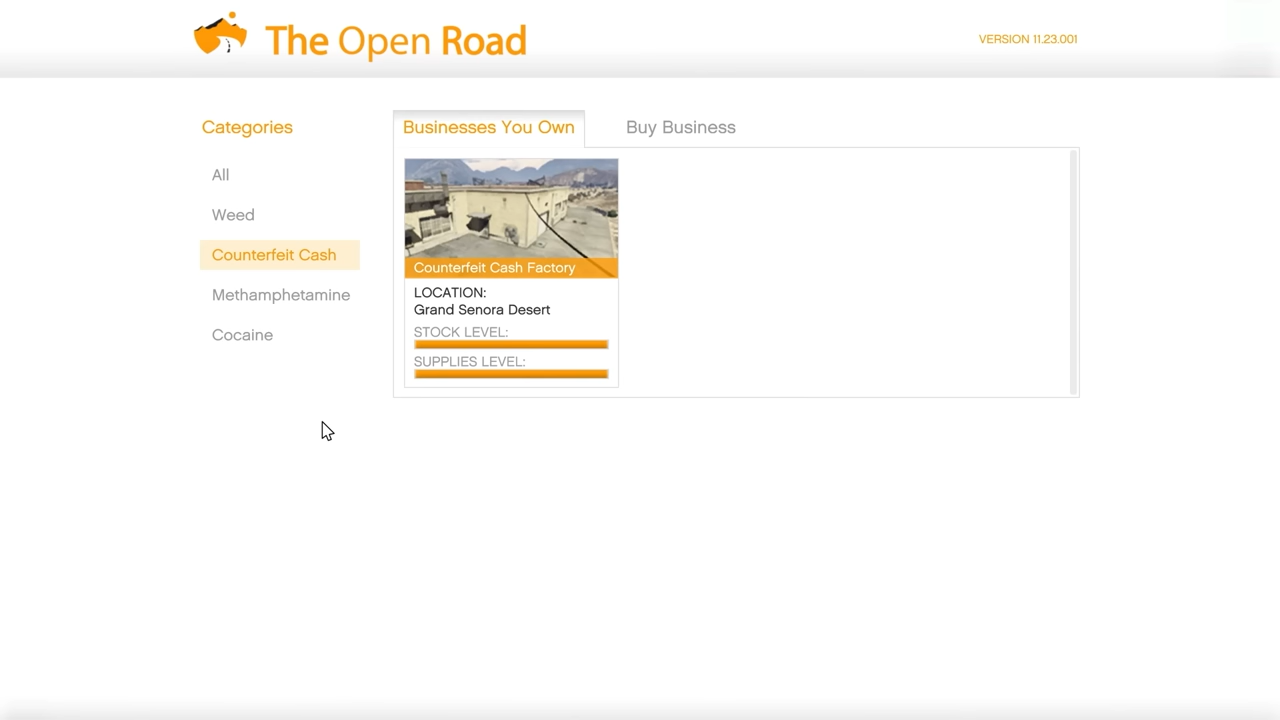 The Open Road
VERSION 11.23.001
Categories
All
Weed
Counterfeit Cash
Methamphetamine
Cocaine
Businesses You Own
Buy Business
Counterfeit Cash Factory
LOCATION:
Grand Senora Desert
STOCK LEVEL:
SUPPLIES LEVEL: